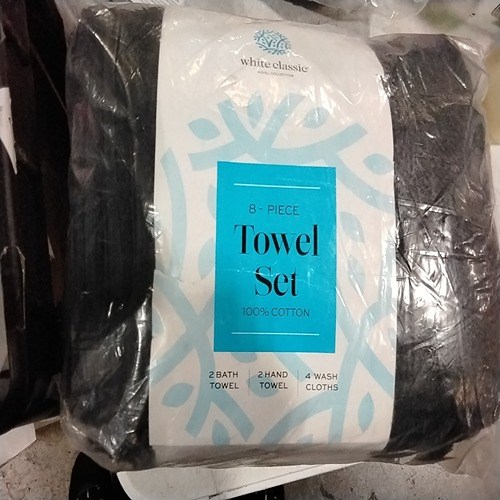 white classic
8 - PIECE
Towel
Set
100% COTTON
2 BATH
TOWEL
2 HAND
TOWEL
4 WASH
CLOTHS